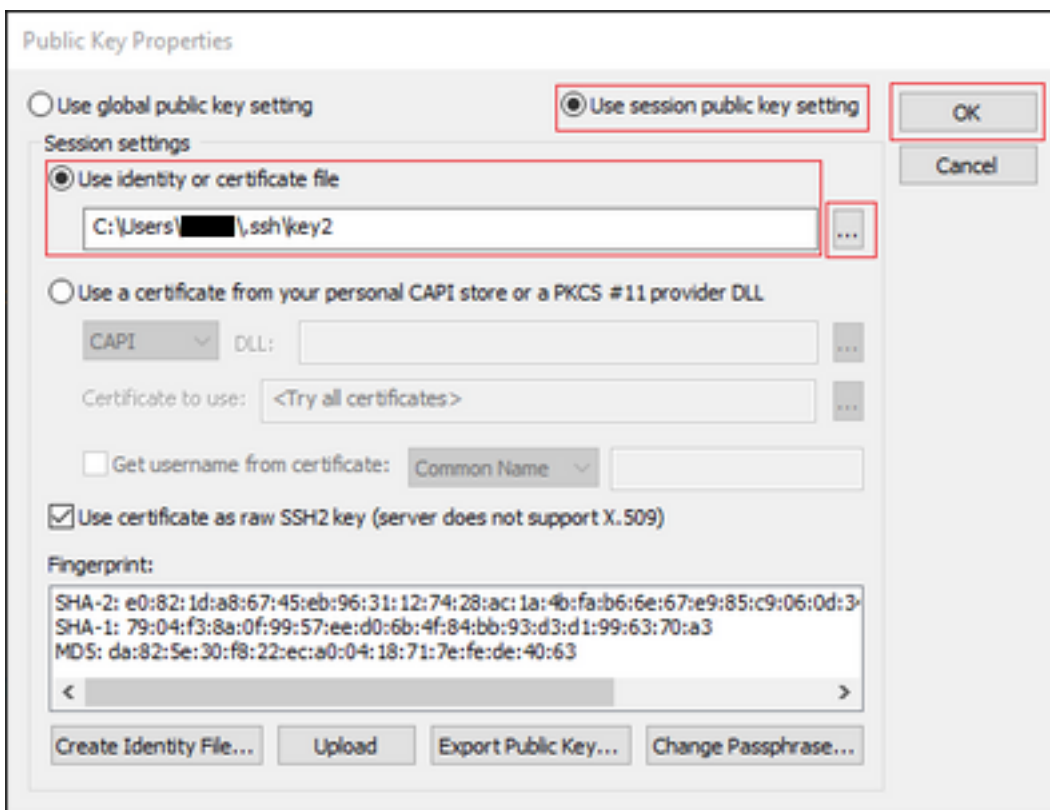 Public Key Properties
Use global public key setting
Use session public key setting
OK
Session settings
Cancel
Use identity or certificate file
C:\Users\ \.ssh\key2
...
Use a certificate from your personal CAPI store or a PKCS #11 provider DLL
CAPI
DLL:
...
Certificate to use:
<Try all certificates>
...
Get username from certificate:
Common Name
Use certificate as raw SSH2 key (server does not support X.509)
Fingerprint:
SHA-2: e0:82:1d:a8:67:45:eb:96:31:12:74:28:ac:1a:4b:fa:b6:6e:67:e9:85:c9:06:0d:3
SHA-1: 79:04:f3:8a:0f:99:57:ee:d0:6b:4f:84:bb:93:d3:d1:99:63:70:a3
MD5: da:82:5e:30:f8:22:ec:a0:04:18:71:7e:fe:de:40:63
Create Identity File...
Upload
Export Public Key...
Change Passphrase...